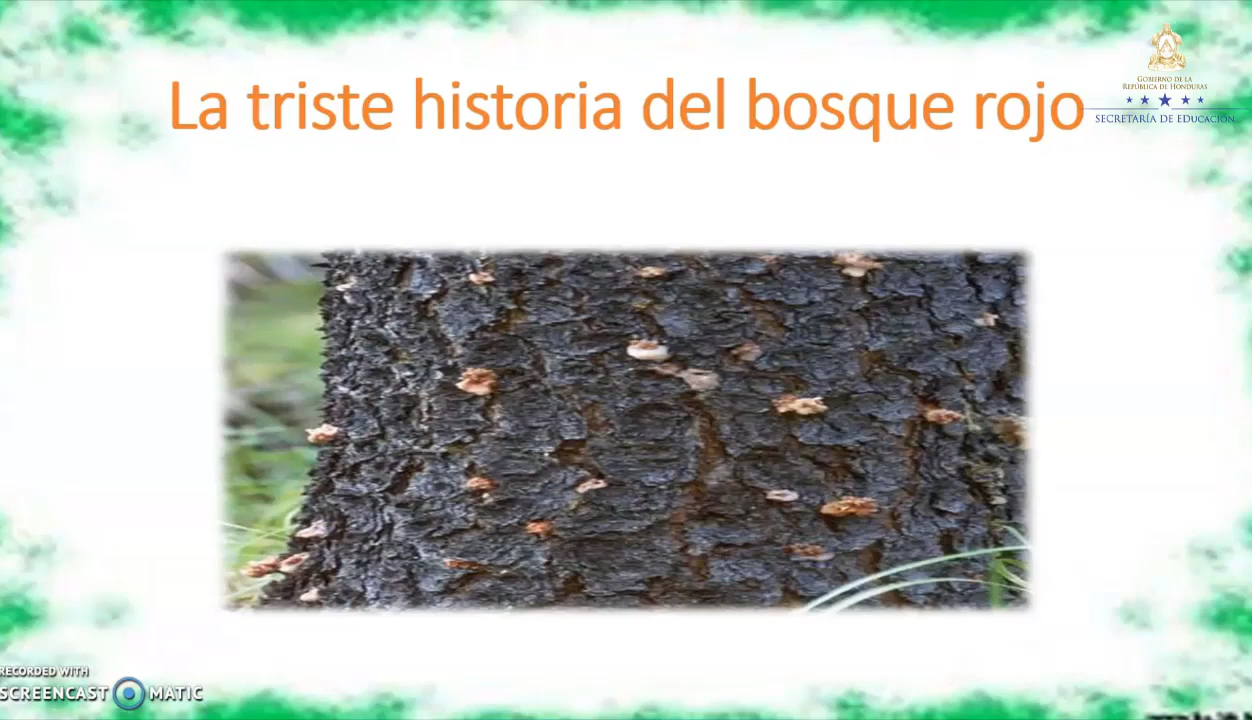 La triste historia del bosque rojo
GOBIERNO DE LA
REPÚBLICA DE HONDURAS
SECRETARÍA DE EDUCACIÓN
RECORDED WITH
SCREENCAST MATIC